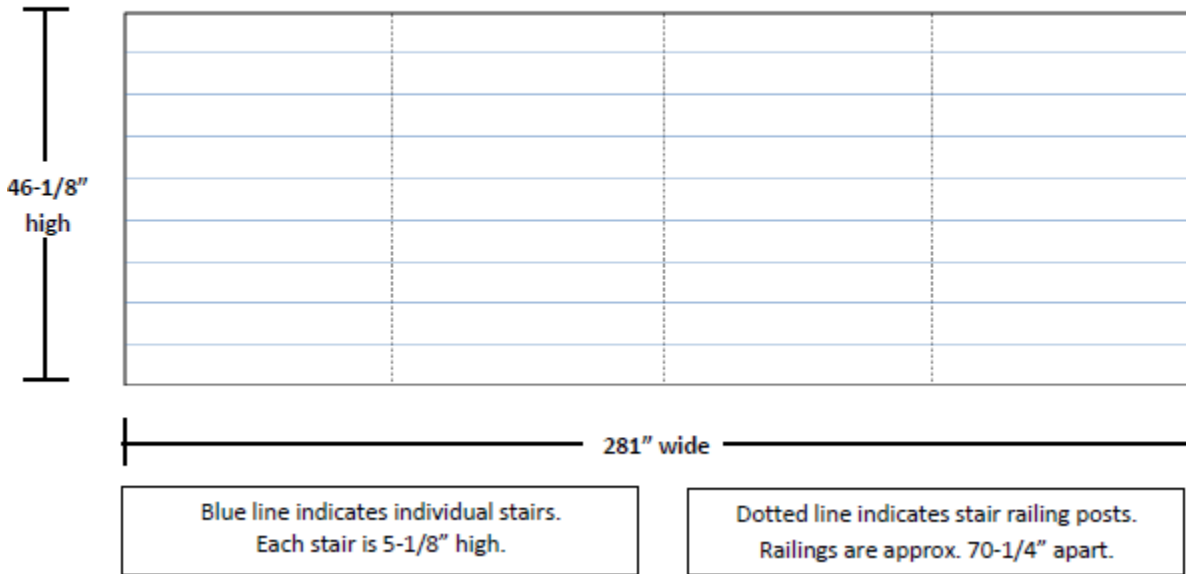 46-1/8”
high
281” wide
Blue line indicates individual stairs.
Each stair is 5-1/8” high.
Dotted line indicates stair railing posts.
Railings are approx. 70-1/4” apart.